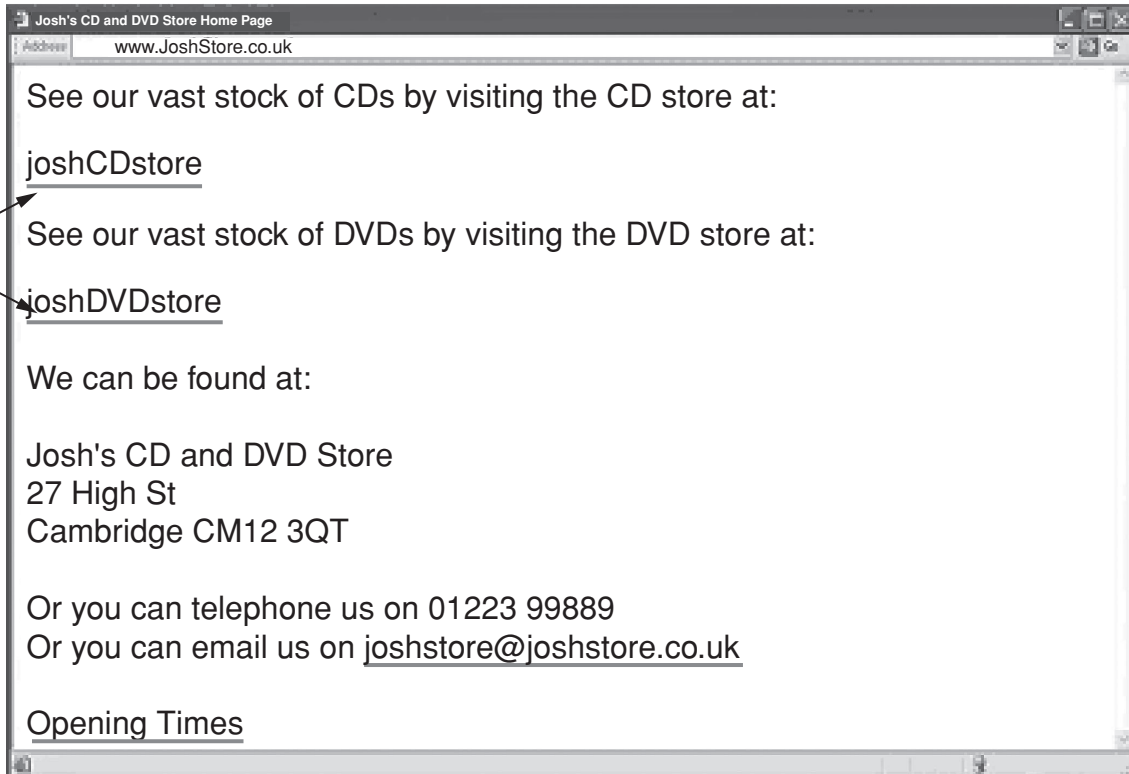 Josh's CD and DVD Store Home Page
Address www.JoshStore.co.uk Go
See our vast stock of CDs by visiting the CD store at:
joshCDstore
See our vast stock of DVDs by visiting the DVD store at:
joshDVDstore
We can be found at:
Josh's CD and DVD Store
27 High St
Cambridge CM12 3QT
Or you can telephone us on 01223 99889
Or you can email us on joshstore@joshstore.co.uk
Opening Times